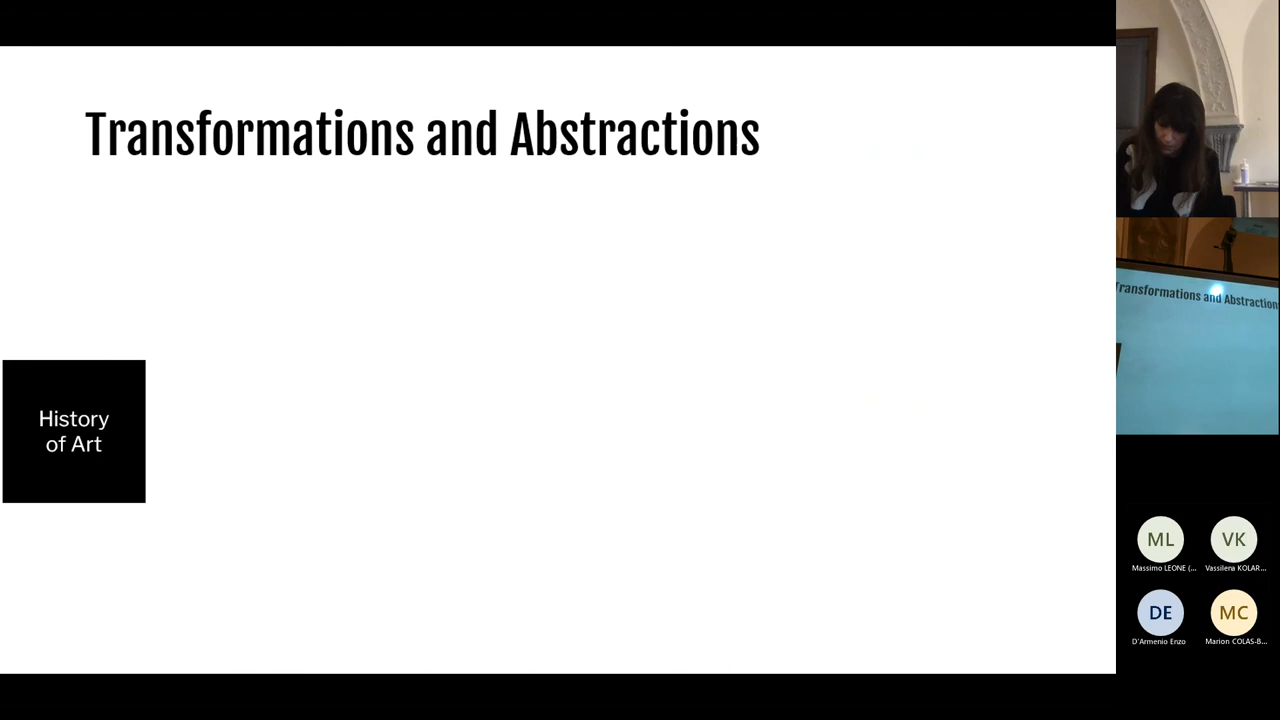 Transformations and Abstractions
History
of Art
Transformations and Abstraction
ML
VK
Massimo LEONE (...
Vassilena KOLAR...
DE
MC
D'Armenio Enzo
Marion COLAS-B...